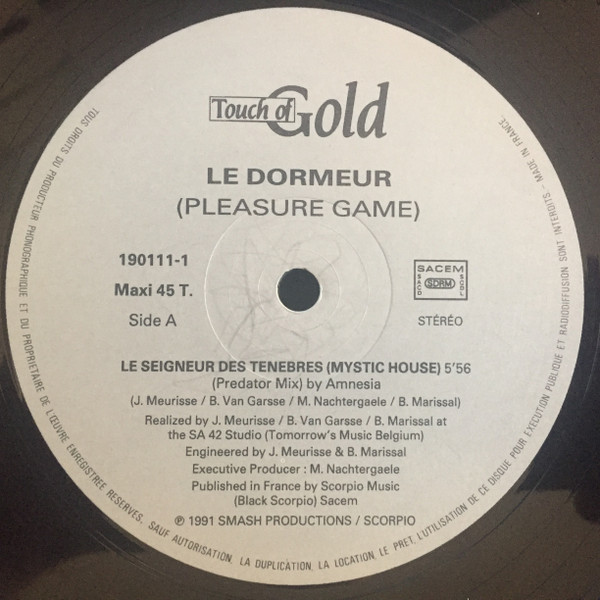 Touch of Gold
LE DORMEUR
(PLEASURE GAME)
190111-1
Maxi 45 T.
Side A
SACEM
SACD
SDRM
SGDL
STÉRÉO
LE SEIGNEUR DES TENEBRES (MYSTIC HOUSE) 5'56
(Predator Mix) by Amnesia
(J. Meurisse / B. Van Garsse / M. Nachtergaele / B. Marissal)
Realized by J. Meurisse / B. Van Garsse / B. Marissal at
the SA 42 Studio (Tomorrow's Music Belgium)
Engineered by J. Meurisse & B. Marissal
Executive Producer : M. Nachtergaele
Published in France by Scorpio Music
(Black Scorpio) Sacem
℗ 1991 SMASH PRODUCTIONS / SCORPIO
TOUS DROITS DU PRODUCTEUR PHONOGRAPHIQUE ET DU PROPRIETAIRE DE L'ŒUVRE ENREGISTREE RESERVES. SAUF AUTORISATION, LA DUPLICATION, LA LOCATION, LE PRET, L'UTILISATION DE CE DISQUE POUR EXECUTION PUBLIQUE ET RADIODIFFUSION SONT INTERDITS - MADE IN FRANCE.